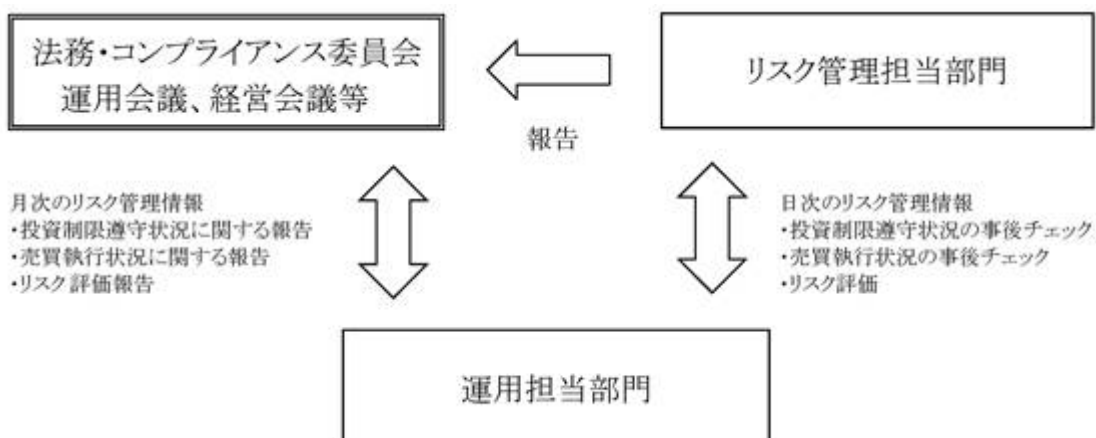 法務・コンプライアンス委員会
運用会議、経営会議等
リスク管理担当部門
報告
月次のリスク管理情報
・投資制限遵守状況に関する報告
・売買執行状況に関する報告
・リスク評価報告
日次のリスク管理情報
・投資制限遵守状況の事後チェック
・売買執行状況の事後チェック
・リスク評価
運用担当部門